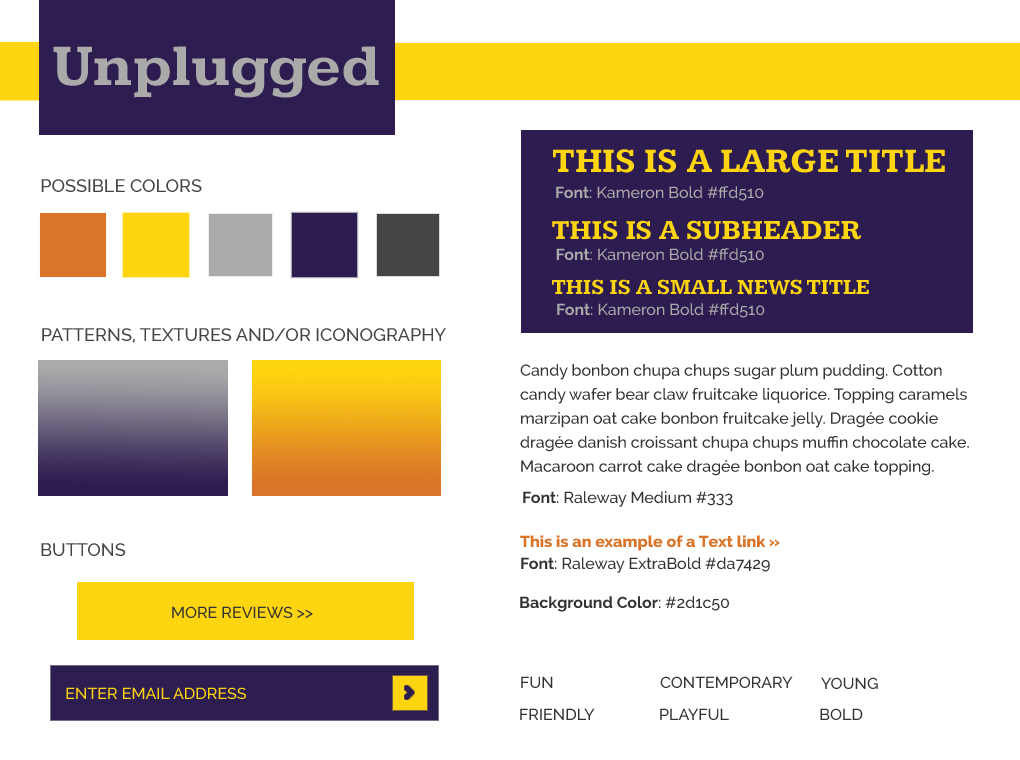 Unplugged
POSSIBLE COLORS
PATTERNS, TEXTURES AND/OR ICONOGRAPHY
BUTTONS
MORE REVIEWS >>
ENTER EMAIL ADDRESS
THIS IS A LARGE TITLE
Font: Kameron Bold #ffd510
THIS IS A SUBHEADER
Font: Kameron Bold #ffd510
THIS IS A SMALL NEWS TITLE
Font: Kameron Bold #ffd510
Candy bonbon chupa chups sugar plum pudding. Cotton
candy wafer bear claw fruitcake liquorice. Topping caramels
marzipan oat cake bonbon fruitcake jelly. Dragée cookie
dragée danish croissant chupa chups muffin chocolate cake.
Macaroon carrot cake dragée bonbon oat cake topping.
Font: Raleway Medium #333
This is an example of a Text link »
Font: Raleway ExtraBold #da7429
Background Color: #2d1c50
FUN CONTEMPORARY YOUNG
FRIENDLY PLAYFUL BOLD